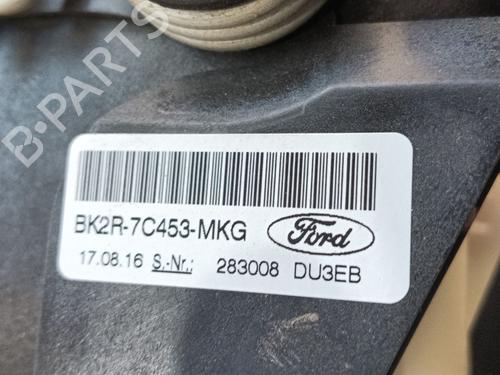 B-PARTS
BK2R-7C453-MKG Ford
17.08.16 S.-Nr.: 283008 DU3EB